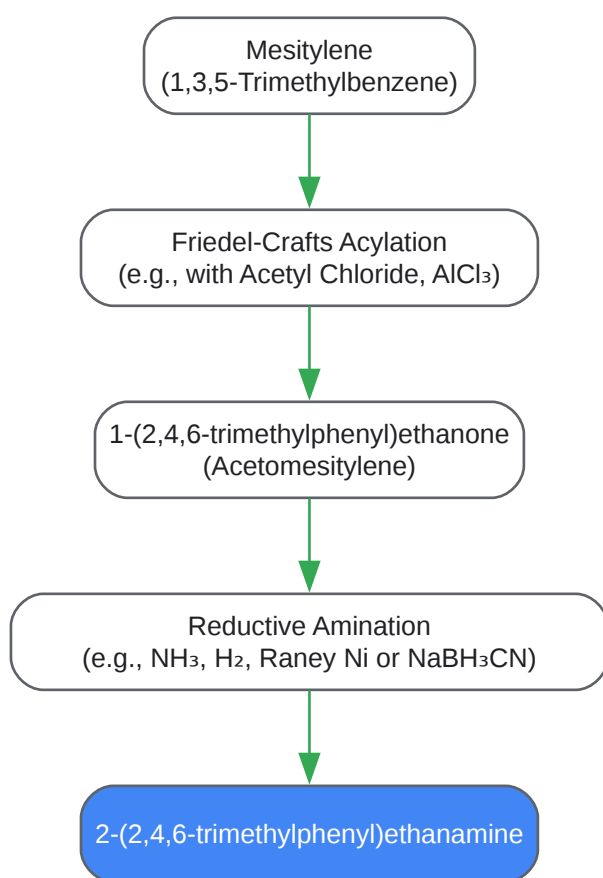 Mesitylene
(1,3,5-Trimethylbenzene)
Friedel-Crafts Acylation
(e.g., with Acetyl Chloride, AlCl₃)
1-(2,4,6-trimethylphenyl)ethanone
(Acetomesitylene)
Reductive Amination
(e.g., NH₃, H₂, Raney Ni or NaBH₃CN)
2-(2,4,6-trimethylphenyl)ethanamine